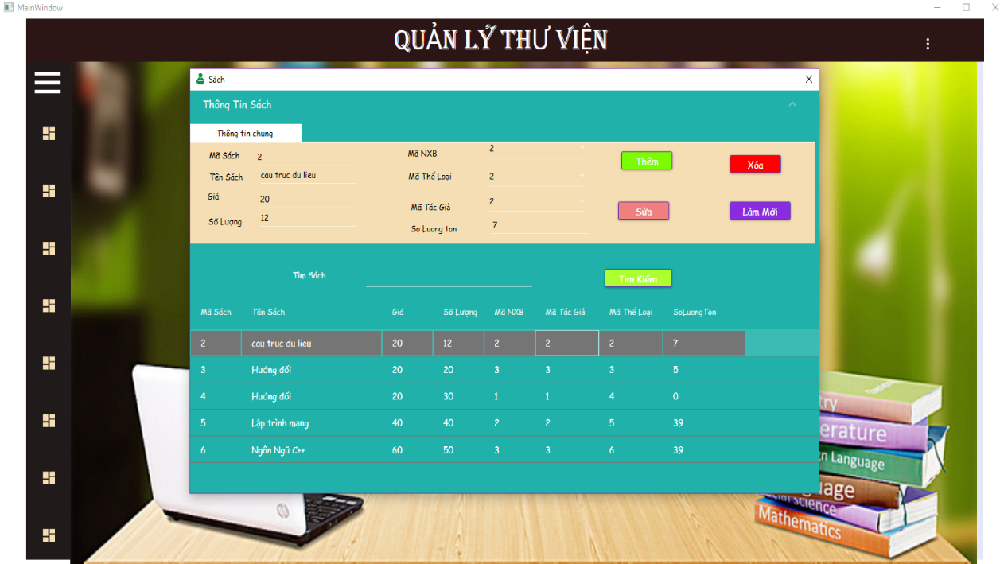 MainWindow
QUẢN LÝ THƯ VIỆN
Sách
Thông Tin Sách
Thông tin chung
Mã Sách 2 Mã NXB 2 Thêm Xóa
Tên Sách cau truc du lieu Mã Thể Loại 2
Giá 20 Mã Tác Giả 2 Sửa Làm Mới
Số Lượng 12 So Luong ton 7
Tìm Sách Tìm Kiếm
Mã Sách Tên Sách Giá Số Lượng Mã NXB Mã Tác Giả Mã Thể Loại SoLuongTon
2 cau truc du lieu 20 12 2 2 2 7
3 Hướng đối 20 20 3 3 3 5
4 Hướng đối 20 30 1 1 4 0
5 Lập trình mạng 40 40 2 2 5 39
6 Ngôn Ngữ C++ 60 50 3 3 6 39
Language
Mathematics